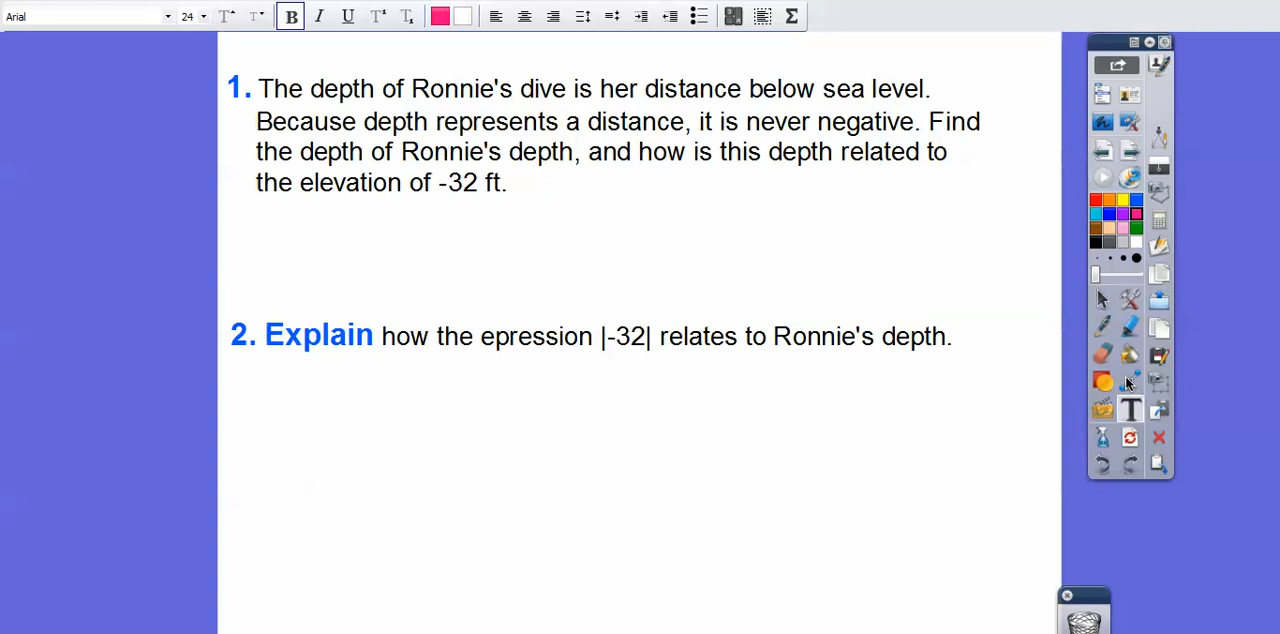 Arial 24
B I U T T
1. The depth of Ronnie's dive is her distance below sea level.
Because depth represents a distance, it is never negative. Find
the depth of Ronnie's depth, and how is this depth related to
the elevation of -32 ft.
2. Explain how the epression |-32| relates to Ronnie's depth.
T